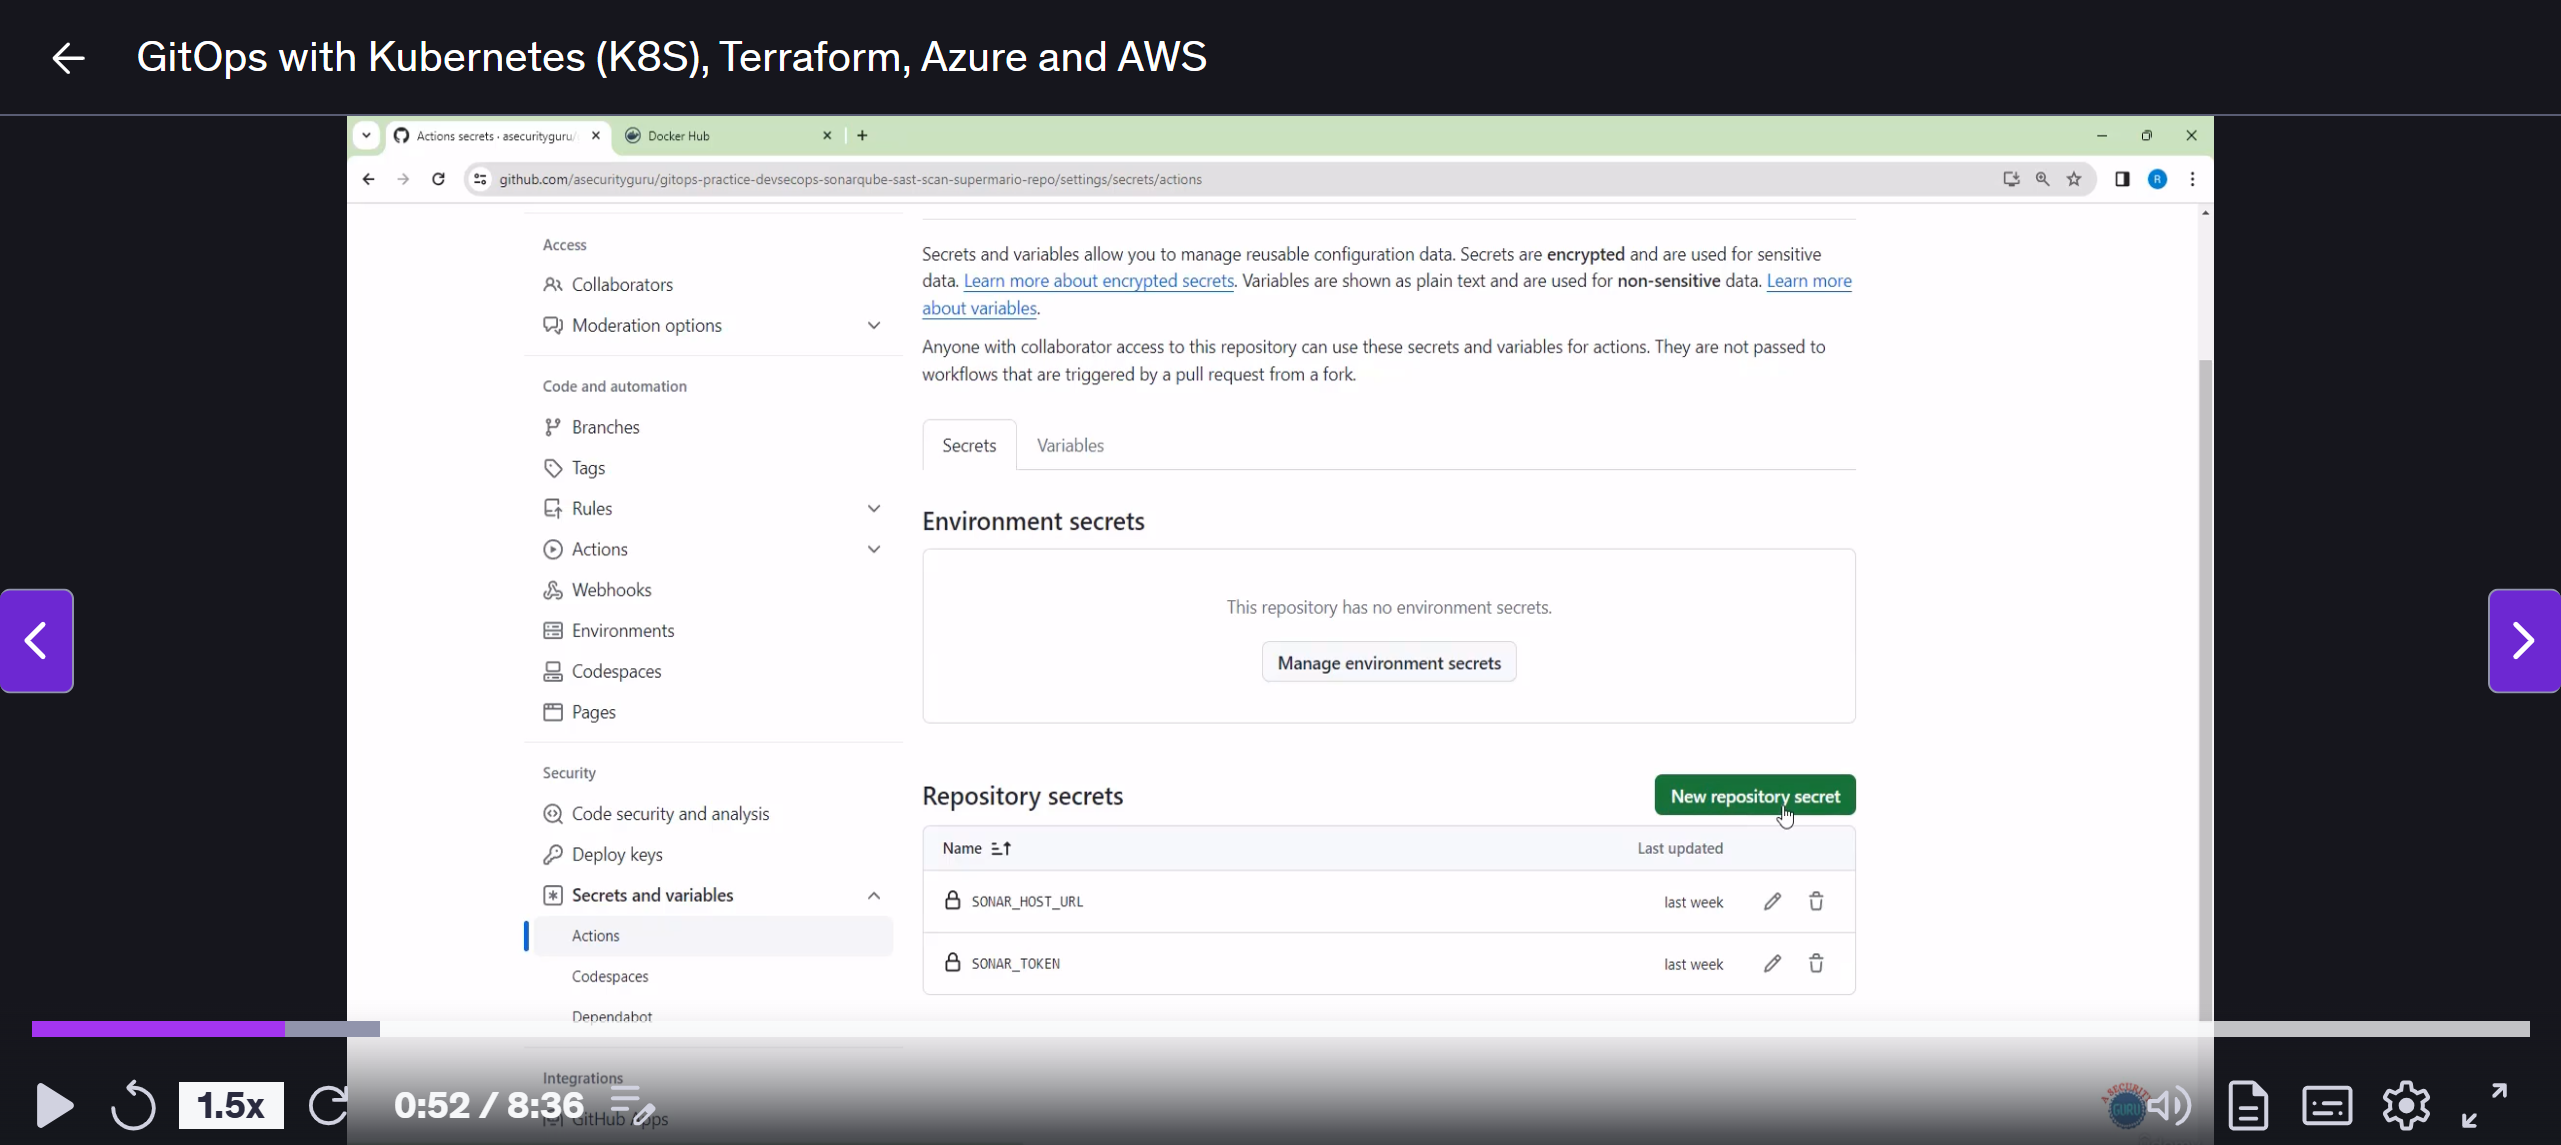 GitOps with Kubernetes (K8S), Terraform, Azure and AWS
Actions secrets · asecurityguru/
Docker Hub
github.com/asecurityguru/gitops-practice-devsecops-sonarqube-sast-scan-supermario-repo/settings/secrets/actions
R
Access
Collaborators
Moderation options
Code and automation
Branches
Tags
Rules
Actions
Webhooks
Environments
Codespaces
Pages
Security
Code security and analysis
Deploy keys
Secrets and variables
Actions
Codespaces
Dependabot
Integrations
GitHub Apps
Secrets and variables allow you to manage reusable configuration data. Secrets are encrypted and are used for sensitive
data. Learn more about encrypted secrets. Variables are shown as plain text and are used for non-sensitive data. Learn more
about variables.
Anyone with collaborator access to this repository can use these secrets and variables for actions. They are not passed to
workflows that are triggered by a pull request from a fork.
Secrets Variables
Environment secrets
This repository has no environment secrets.
Manage environment secrets
Repository secrets
New repository secret
Name Last updated
SONAR_HOST_URL last week
SONAR_TOKEN last week
1.5x
0:52 / 8:36
A SECURITY
GURU